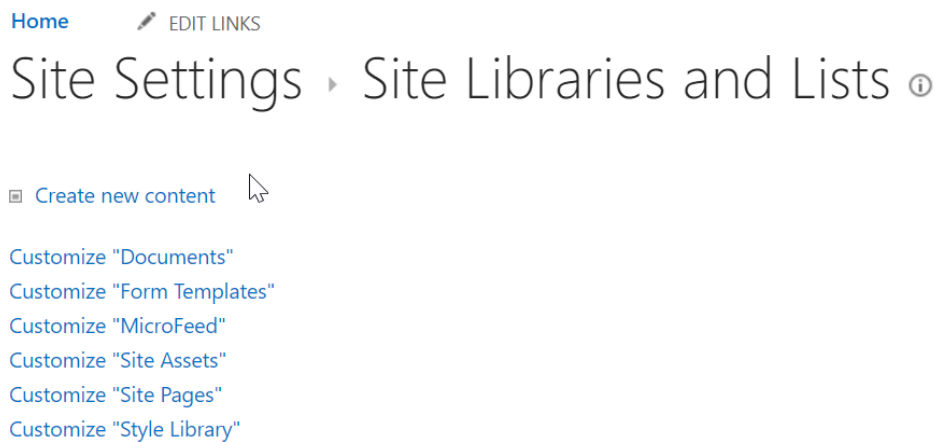 Home EDIT LINKS
Site Settings Site Libraries and Lists
Create new content
Customize "Documents"
Customize "Form Templates"
Customize "MicroFeed"
Customize "Site Assets"
Customize "Site Pages"
Customize "Style Library"